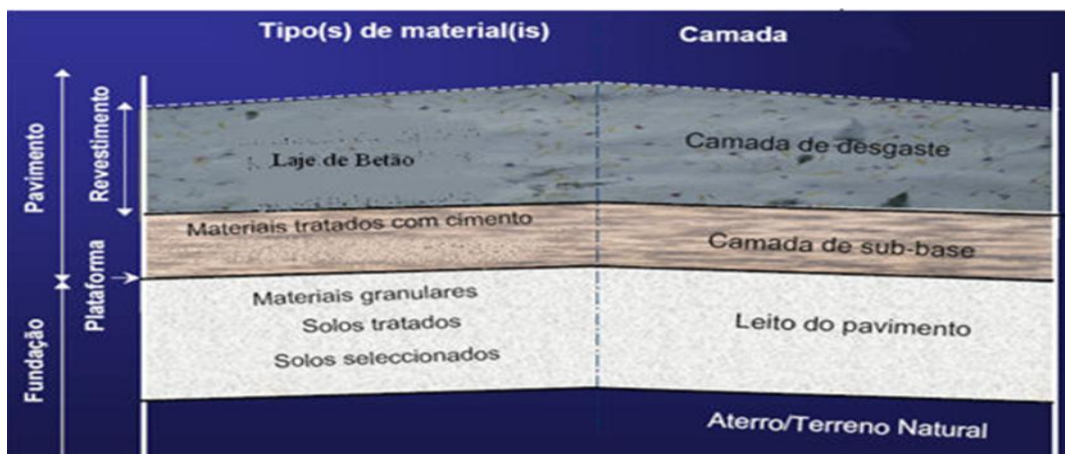 Tipo(s) de material(is)
Camada
Pavimento
Revestimento
Laje de Betão
Camada de desgaste
Materiais tratados com cimento
Camada de sub-base
Plataforma
Fundação
Materiais granulares
Solos tratados
Solos seleccionados
Leito do pavimento
Aterro/Terreno Natural